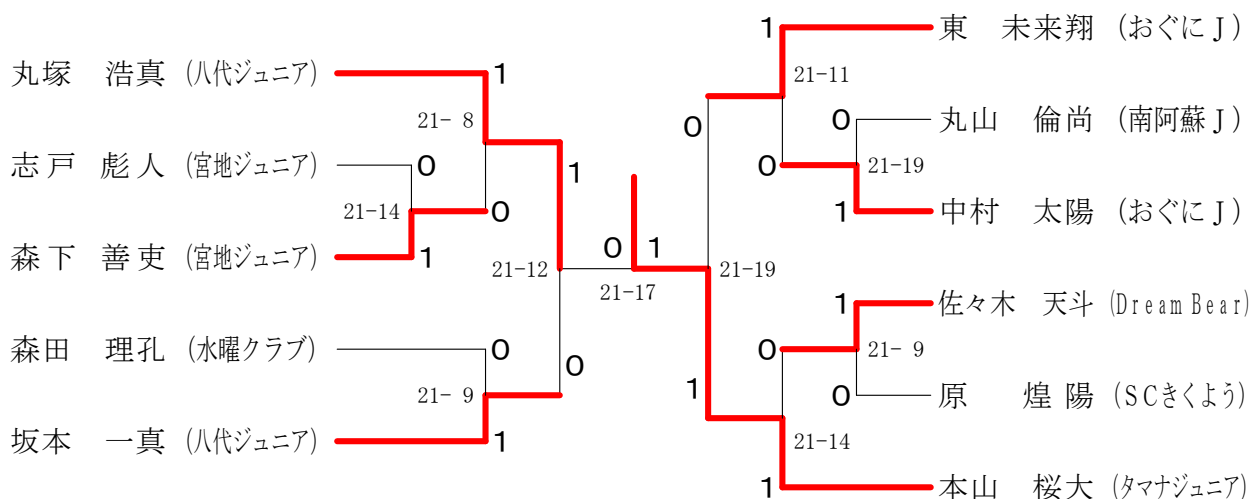 丸塚 浩真 (八代ジュニア)
1
21- 8
志戸 彪人 (宮地ジュニア)
0
21-14
0
森下 善吏 (宮地ジュニア)
1
1
21-12
森田 理孔 (水曜クラブ)
0
21- 9
0
坂本 一真 (八代ジュニア)
1
0
1
21-17
1
東 未来翔 (おぐにJ)
21-11
0
0
丸山 倫尚 (南阿蘇J)
0
21-19
1
中村 太陽 (おぐにJ)
21-19
1
佐々木 天斗 (Dream Bear)
0
21- 9
1
0
原 煌陽 (SCきくよう)
21-14
1
本山 桜大 (タマナジュニア)